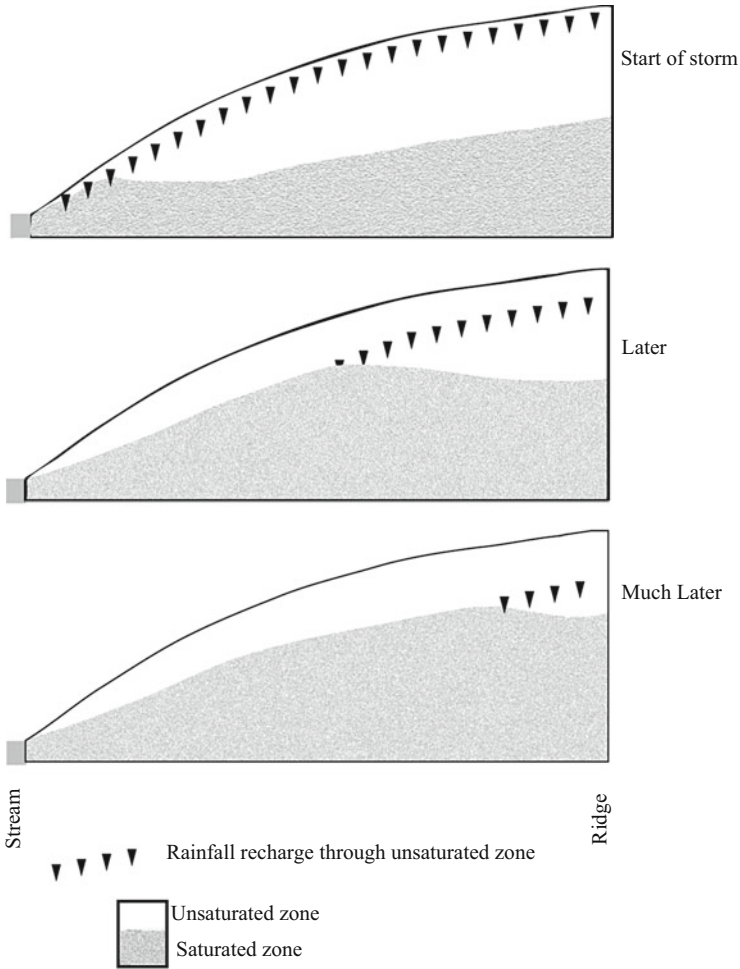 Start of storm
Later
Much Later
Stream
Ridge
Rainfall recharge through unsaturated zone
Unsaturated zone
Saturated zone